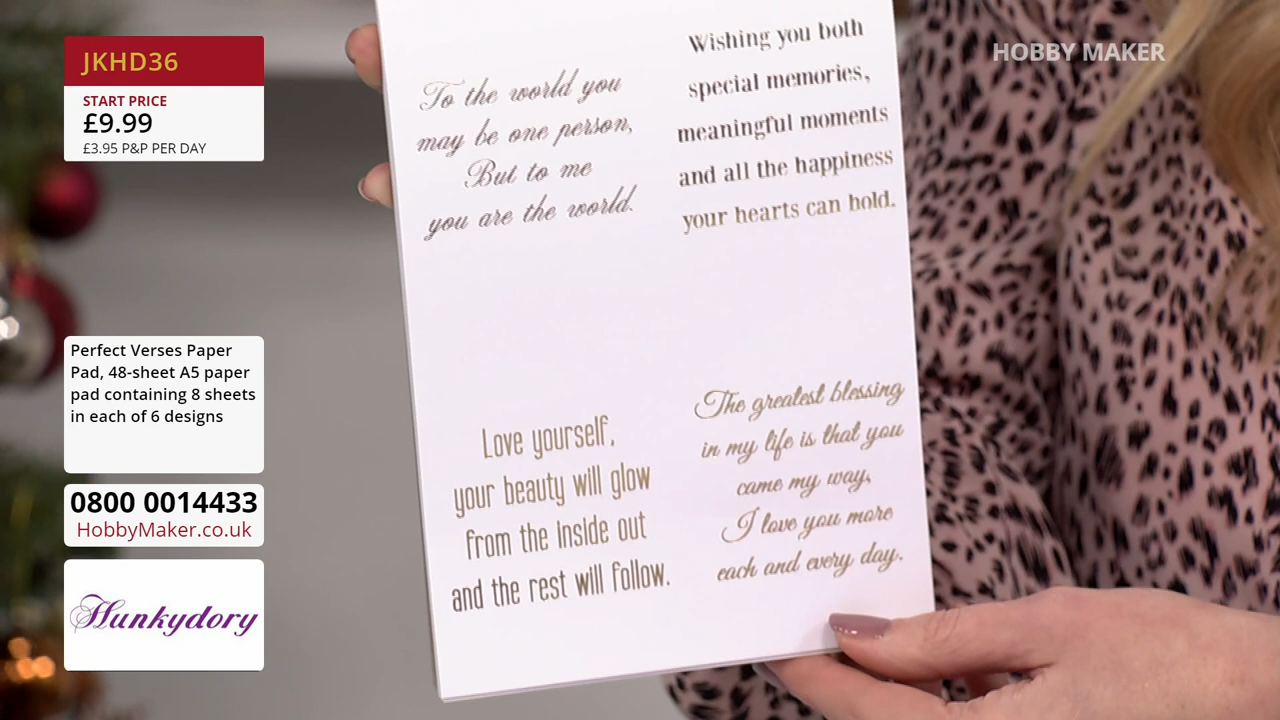 JKHD36
START PRICE
£9.99
£3.95 P&P PER DAY
Perfect Verses Paper
Pad, 48-sheet A5 paper
pad containing 8 sheets
in each of 6 designs
0800 0014433
HobbyMaker.co.uk
Hunkydory
HOBBY MAKER
To the world you
may be one person,
But to me
you are the world.
Wishing you both
special memories,
meaningful moments
and all the happiness
your hearts can hold.
Love yourself,
your beauty will glow
from the inside out
and the rest will follow.
The greatest blessing
in my life is that you
came my way,
I love you more
each and every day.